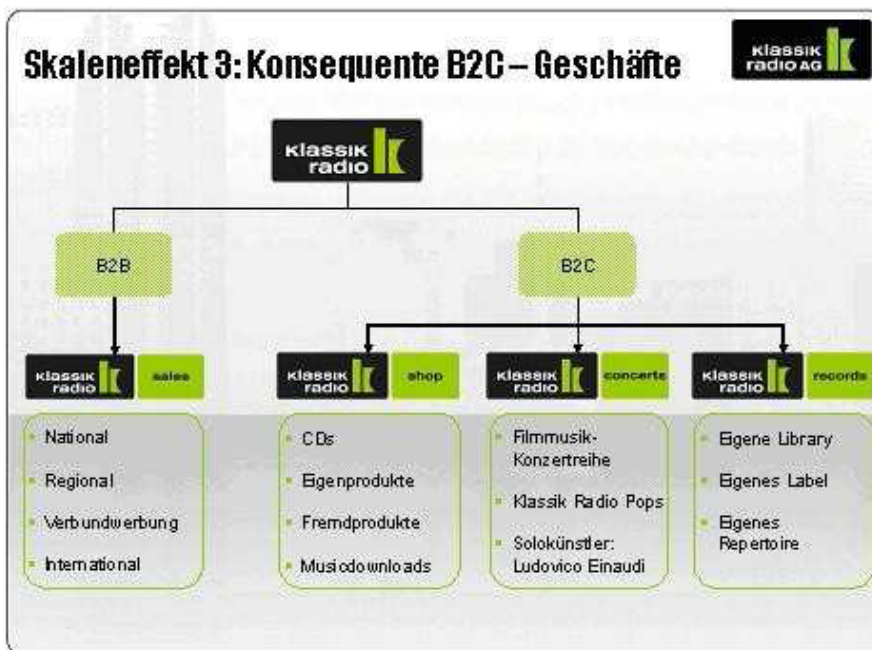 Skaleneffekt 3: Konsequente B2C – Geschäfte
Klassik
radio AG
Klassik
radio
B2B
B2C
Klassik
radio
sales
Klassik
radio
shop
Klassik
radio
concerts
Klassik
radio
records
National
Regional
Verbundwerbung
International
CDs
Eigenprodukte
Fremdprodukte
Musicdownloads
Filmmusik-
Konzertreihe
Klassik Radio Pops
Solokünstler:
Ludovico Einaudi
Eigene Library
Eigenes Label
Eigenes
Repertoire